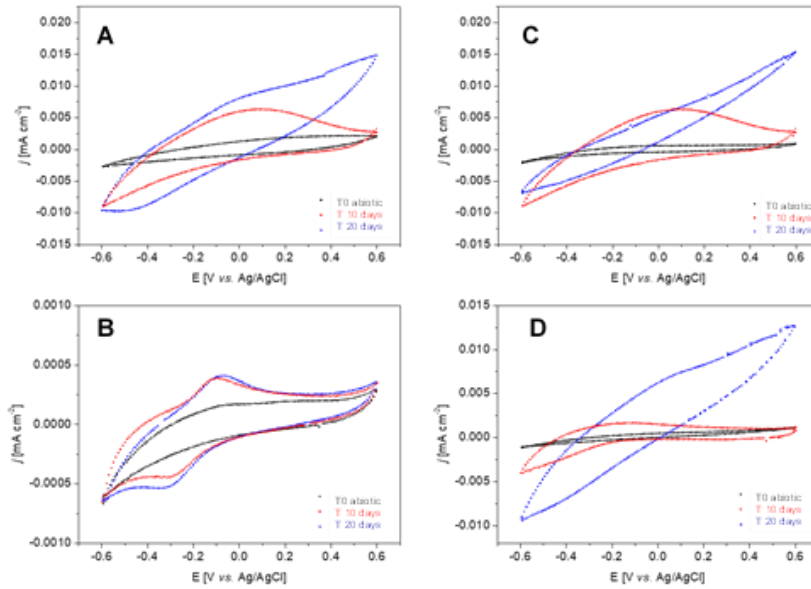 A
0.020
0.015
0.010
0.005
0.000
-0.005
-0.010
-0.015
j [mA cm⁻²]
T0 abiotic
T 10 days
T 20 days
-0.6 -0.4 -0.2 0.0 0.2 0.4 0.6
E [V vs. Ag/AgCl]
C
0.020
0.015
0.010
0.005
0.000
-0.005
-0.010
-0.015
j [mA cm⁻²]
T0 abiotic
T 10 days
T 20 days
-0.6 -0.4 -0.2 0.0 0.2 0.4 0.6
E [V vs. Ag/AgCl]
B
0.0010
0.0005
0.0000
-0.0005
-0.0010
j [mA cm⁻²]
T0 abiotic
T 10 days
T 20 days
-0.6 -0.4 -0.2 0.0 0.2 0.4 0.6
E [V vs. Ag/AgCl]
D
0.015
0.010
0.005
0.000
-0.005
-0.010
j [mA cm⁻²]
T0 abiotic
T 10 days
T 20 days
-0.6 -0.4 -0.2 0.0 0.2 0.4 0.6
E [V vs. Ag/AgCl]